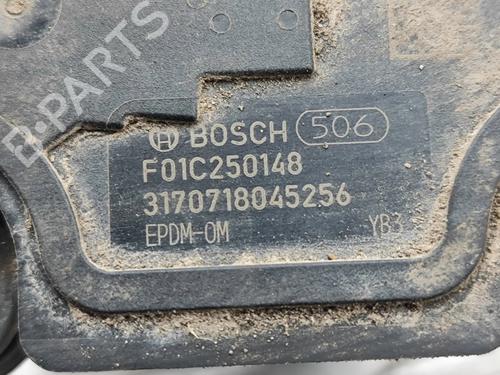 B-PARTS
BOSCH 506
F01C250148
3170718045256
EPDM-OM YB3